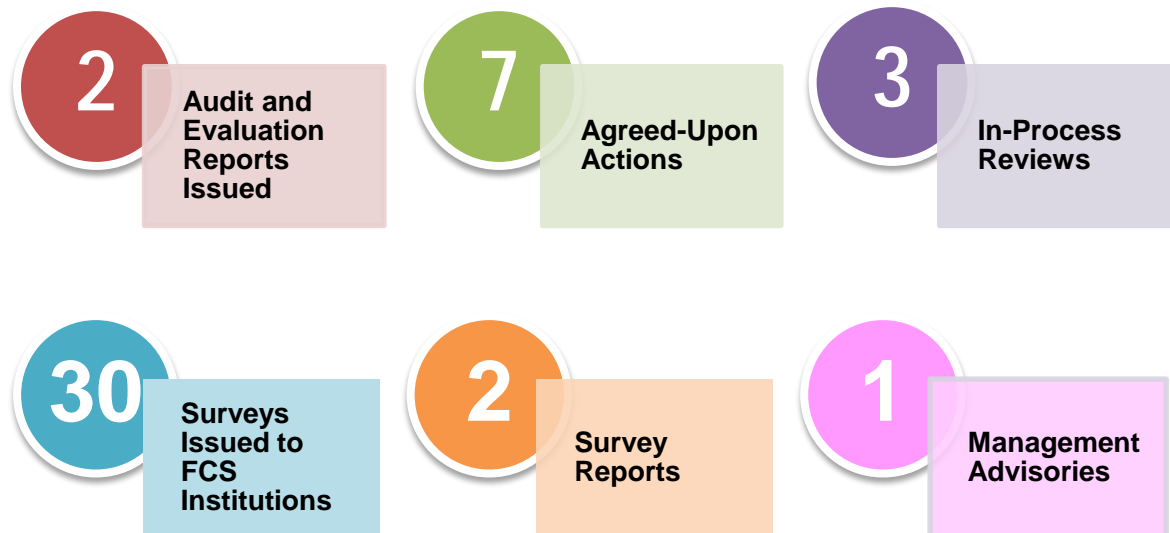 2
Audit and
Evaluation
Reports
Issued
7
Agreed-Upon
Actions
3
In-Process
Reviews
30
Surveys
Issued to
FCS
Institutions
2
Survey
Reports
1
Management
Advisories